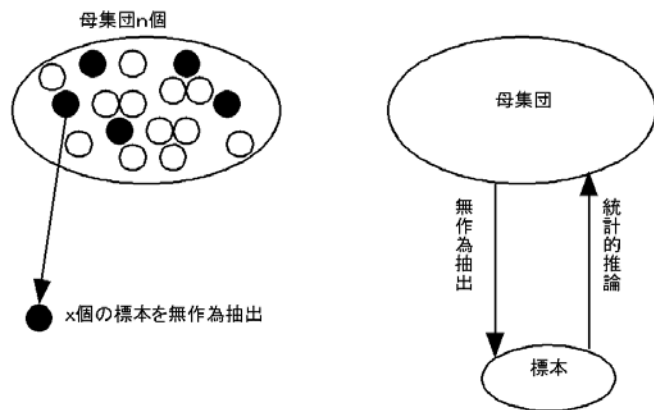 母集団n個
x個の標本を無作為抽出
母集団
無作為抽出
統計的推論
標本